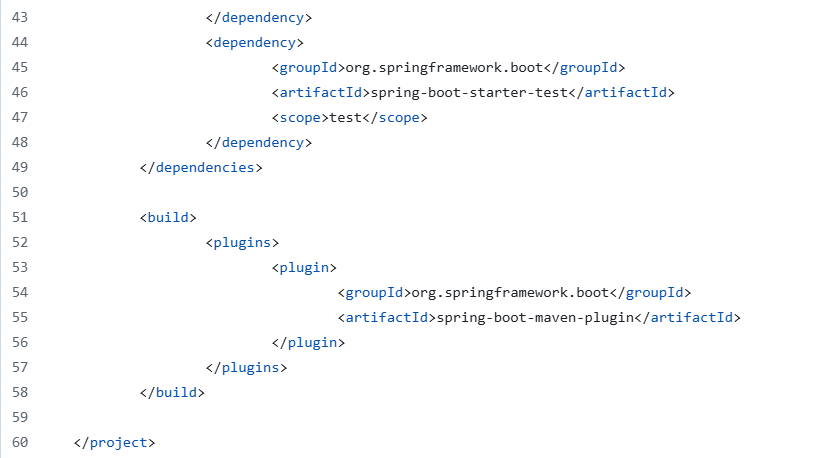 43 </dependency>
44 <dependency>
45 <groupId>org.springframework.boot</groupId>
46 <artifactId>spring-boot-starter-test</artifactId>
47 <scope>test</scope>
48 </dependency>
49 </dependencies>
50
51 <build>
52 <plugins>
53 <plugin>
54 <groupId>org.springframework.boot</groupId>
55 <artifactId>spring-boot-maven-plugin</artifactId>
56 </plugin>
57 </plugins>
58 </build>
59
60 </project>